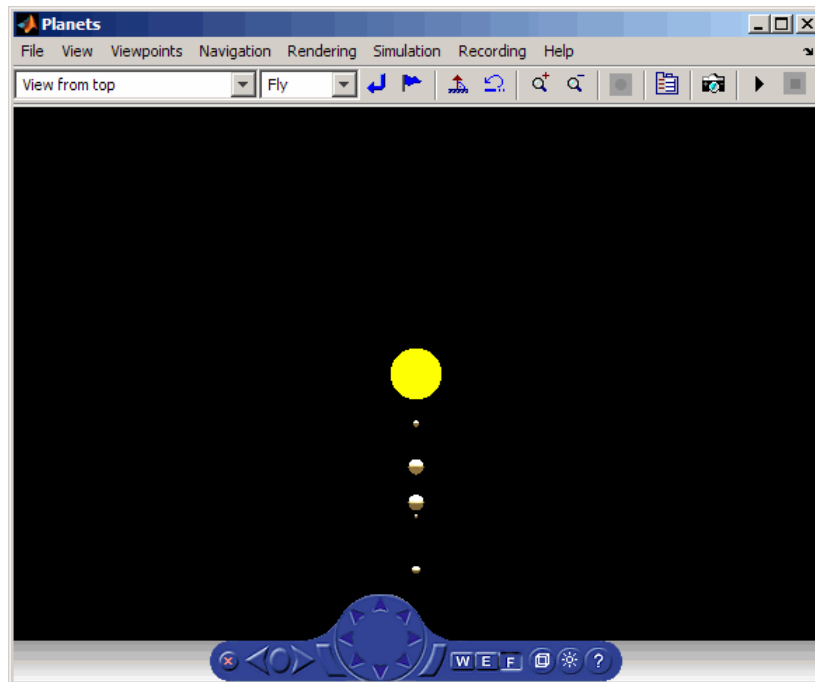 Planets
File View Viewpoints Navigation Rendering Simulation Recording Help
View from top Fly
W E F ?